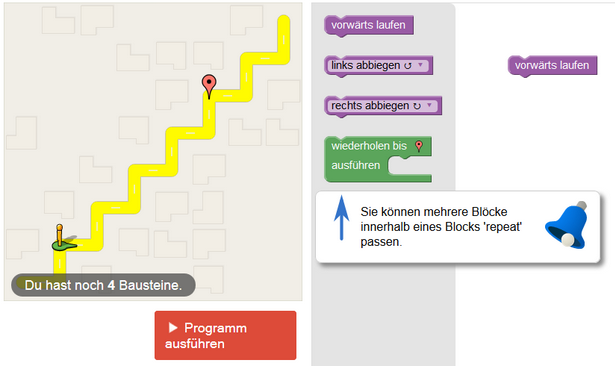 vorwärts laufen
links abbiegen ↺ ▼
rechts abbiegen ↻ ▼
wiederholen bis
ausführen
vorwärts laufen
Sie können mehrere Blöcke
innerhalb eines Blocks 'repeat'
passen.
Du hast noch 4 Bausteine.
Programm
ausführen